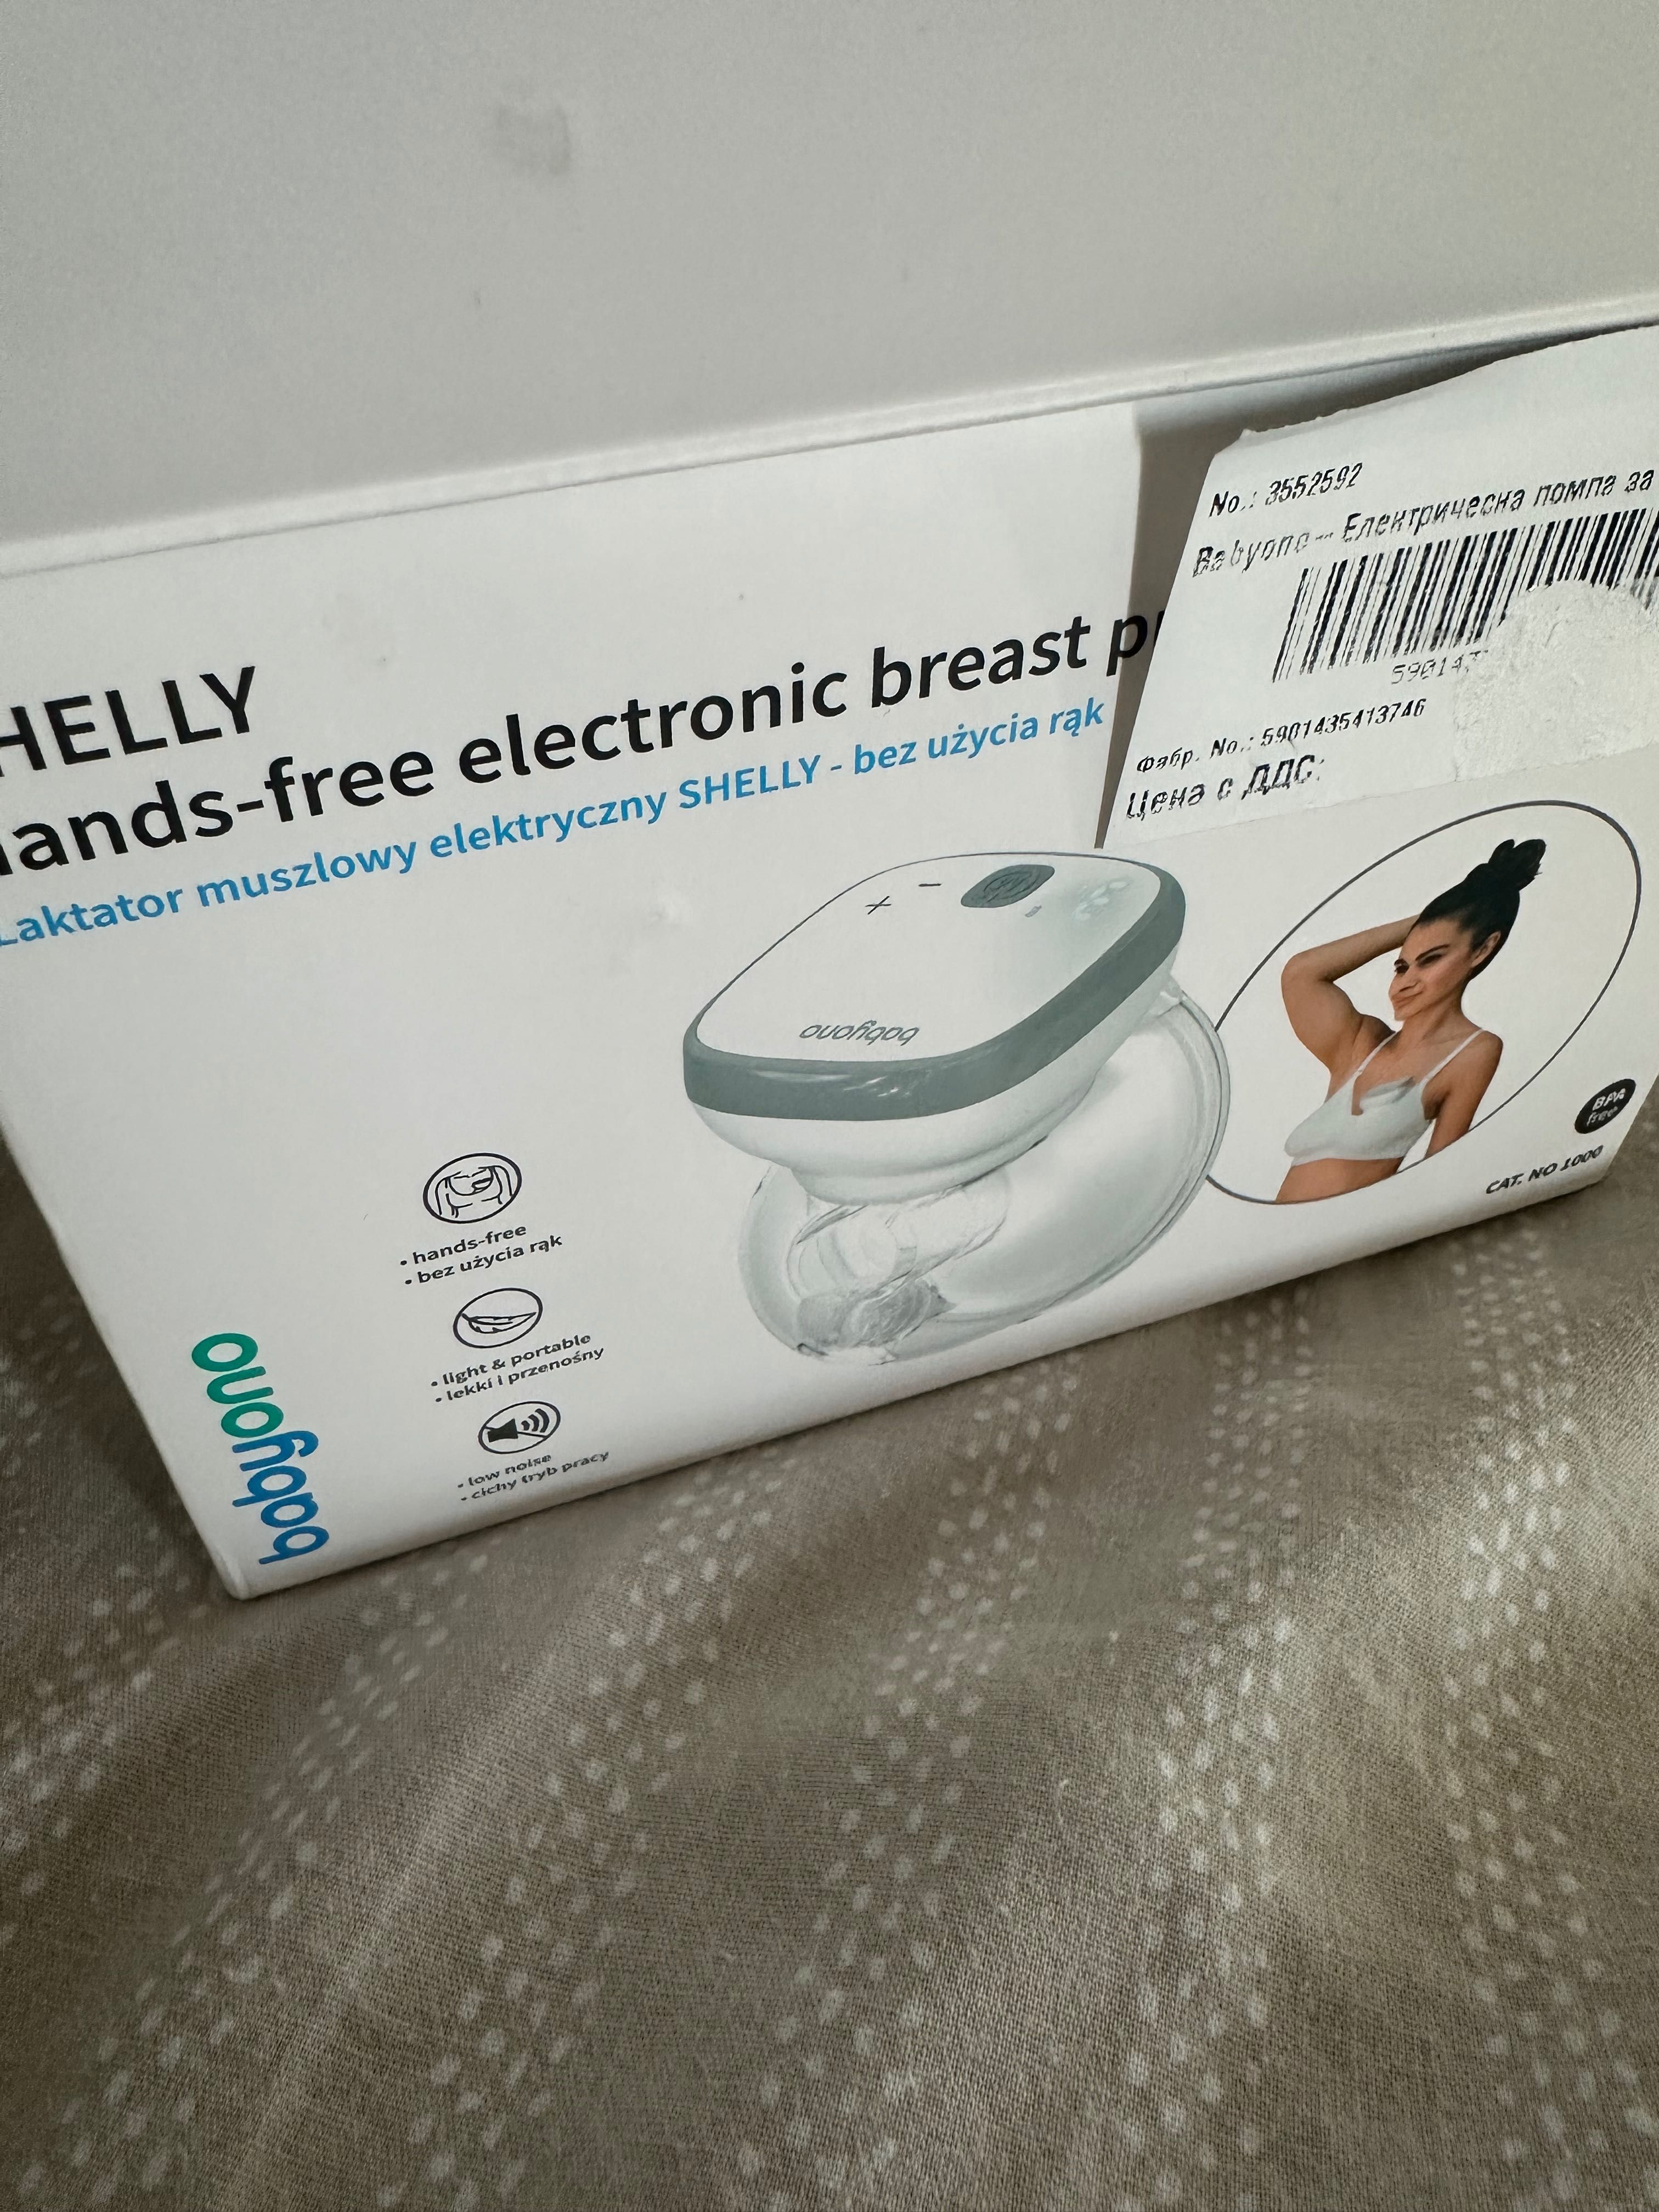 No.: 3552592
Babyono - Електрическа помпа за
Фабр. No.: 5901435413746
Цена с ДДС:
HELLY
ands-free electronic breast
Laktator muszlowy elektryczny SHELLY - bez użycia rąk
babyono
BPA
free
CAT. NO 1000
• hands-free
• bez użycia rąk
• light & portable
• lekki i przenośny
• low noise
• cichy tryb pracy
babyono